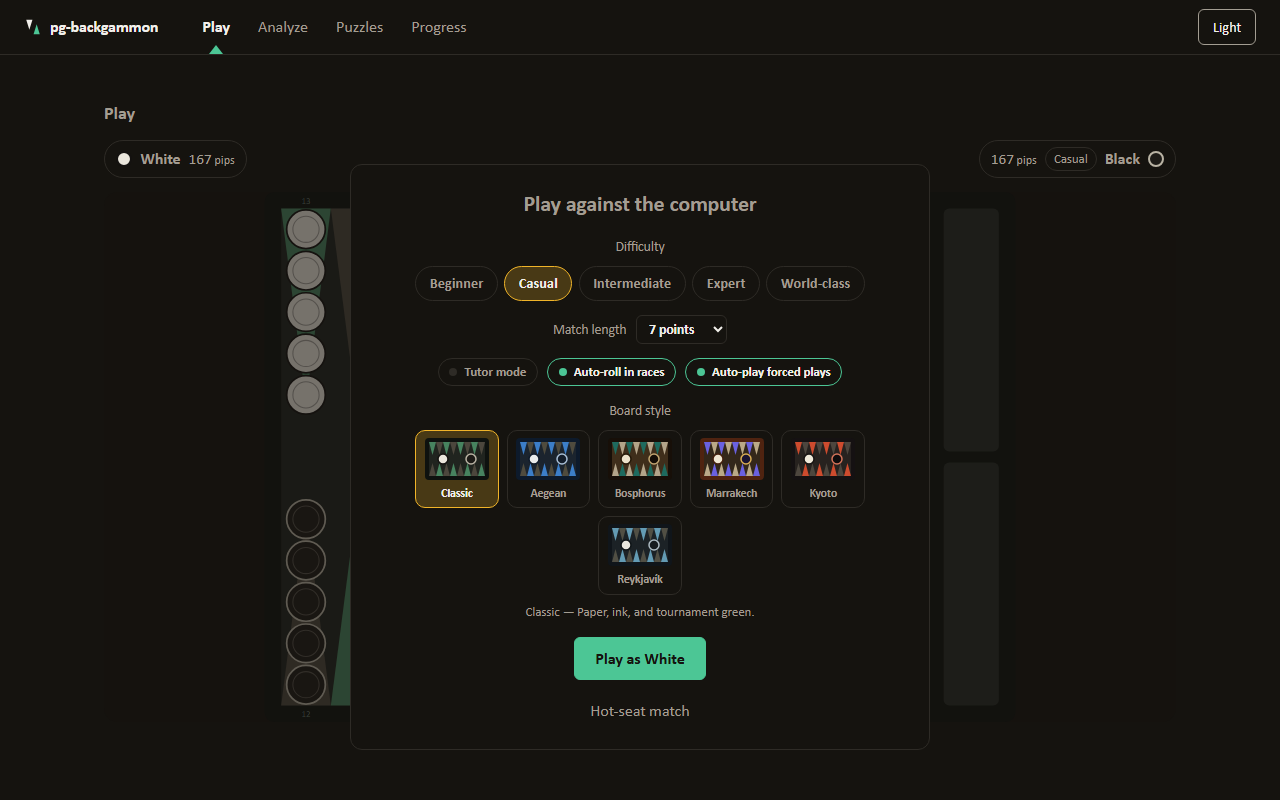 pg-backgammon Play Analyze Puzzles Progress Light
Play
White 167 pips
167 pips Casual Black
13
Play against the computer
Difficulty
Beginner Casual Intermediate Expert World-class
Match length 7 points
Tutor mode Auto-roll in races Auto-play forced plays
Board style
Classic Aegean Bosphorus Marrakech Kyoto
Reykjavík
Classic — Paper, ink, and tournament green.
Play as White
Hot-seat match
12